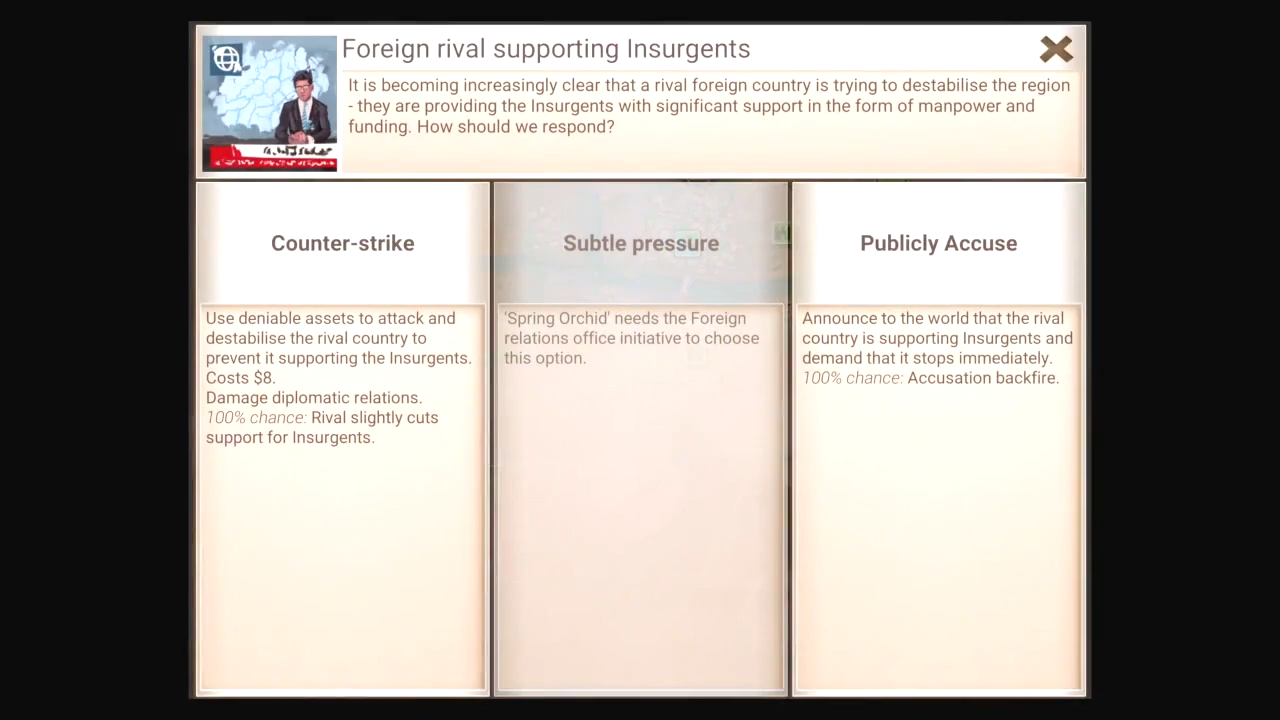 Foreign rival supporting Insurgents
It is becoming increasingly clear that a rival foreign country is trying to destabilise the region
- they are providing the Insurgents with significant support in the form of manpower and
funding. How should we respond?
Counter-strike
Use deniable assets to attack and
destabilise the rival country to
prevent it supporting the Insurgents.
Costs $8.
Damage diplomatic relations.
100% chance: Rival slightly cuts
support for Insurgents.
Subtle pressure
'Spring Orchid' needs the Foreign
relations office initiative to choose
this option.
Publicly Accuse
Announce to the world that the rival
country is supporting Insurgents and
demand that it stops immediately.
100% chance: Accusation backfire.